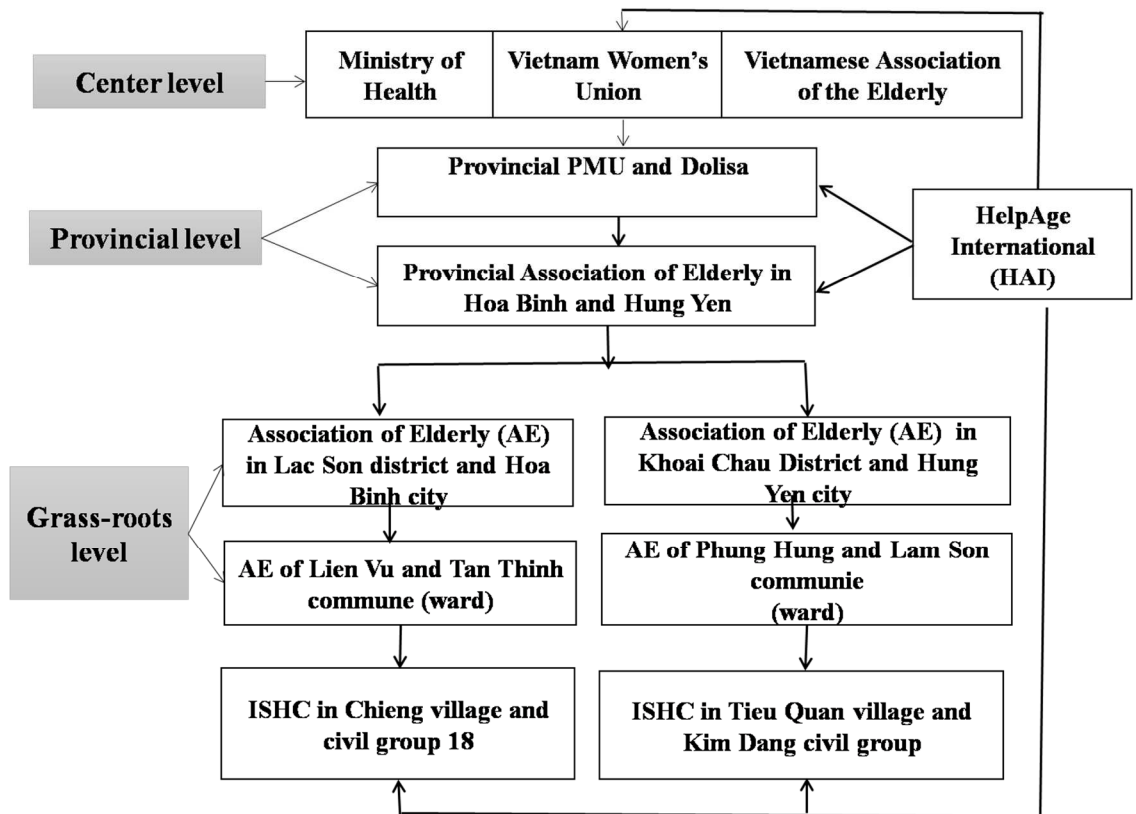 Center level
Ministry of
Health
Vietnam Women's
Union
Vietnamese Association
of the Elderly
Provincial level
Provincial PMU and Dolisa
HelpAge
International
(HAI)
Provincial Association of Elderly in
Hoa Binh and Hung Yen
Grass-roots
level
Association of Elderly (AE)
in Lac Son district and Hoa
Binh city
Association of Elderly (AE) in
Khoai Chau District and Hung
Yen city
AE of Lien Vu and Tan Thinh
commune (ward)
AE of Phung Hung and Lam Son
communie
(ward)
ISHC in Chieng village and
civil group 18
ISHC in Tieu Quan village and
Kim Dang civil group